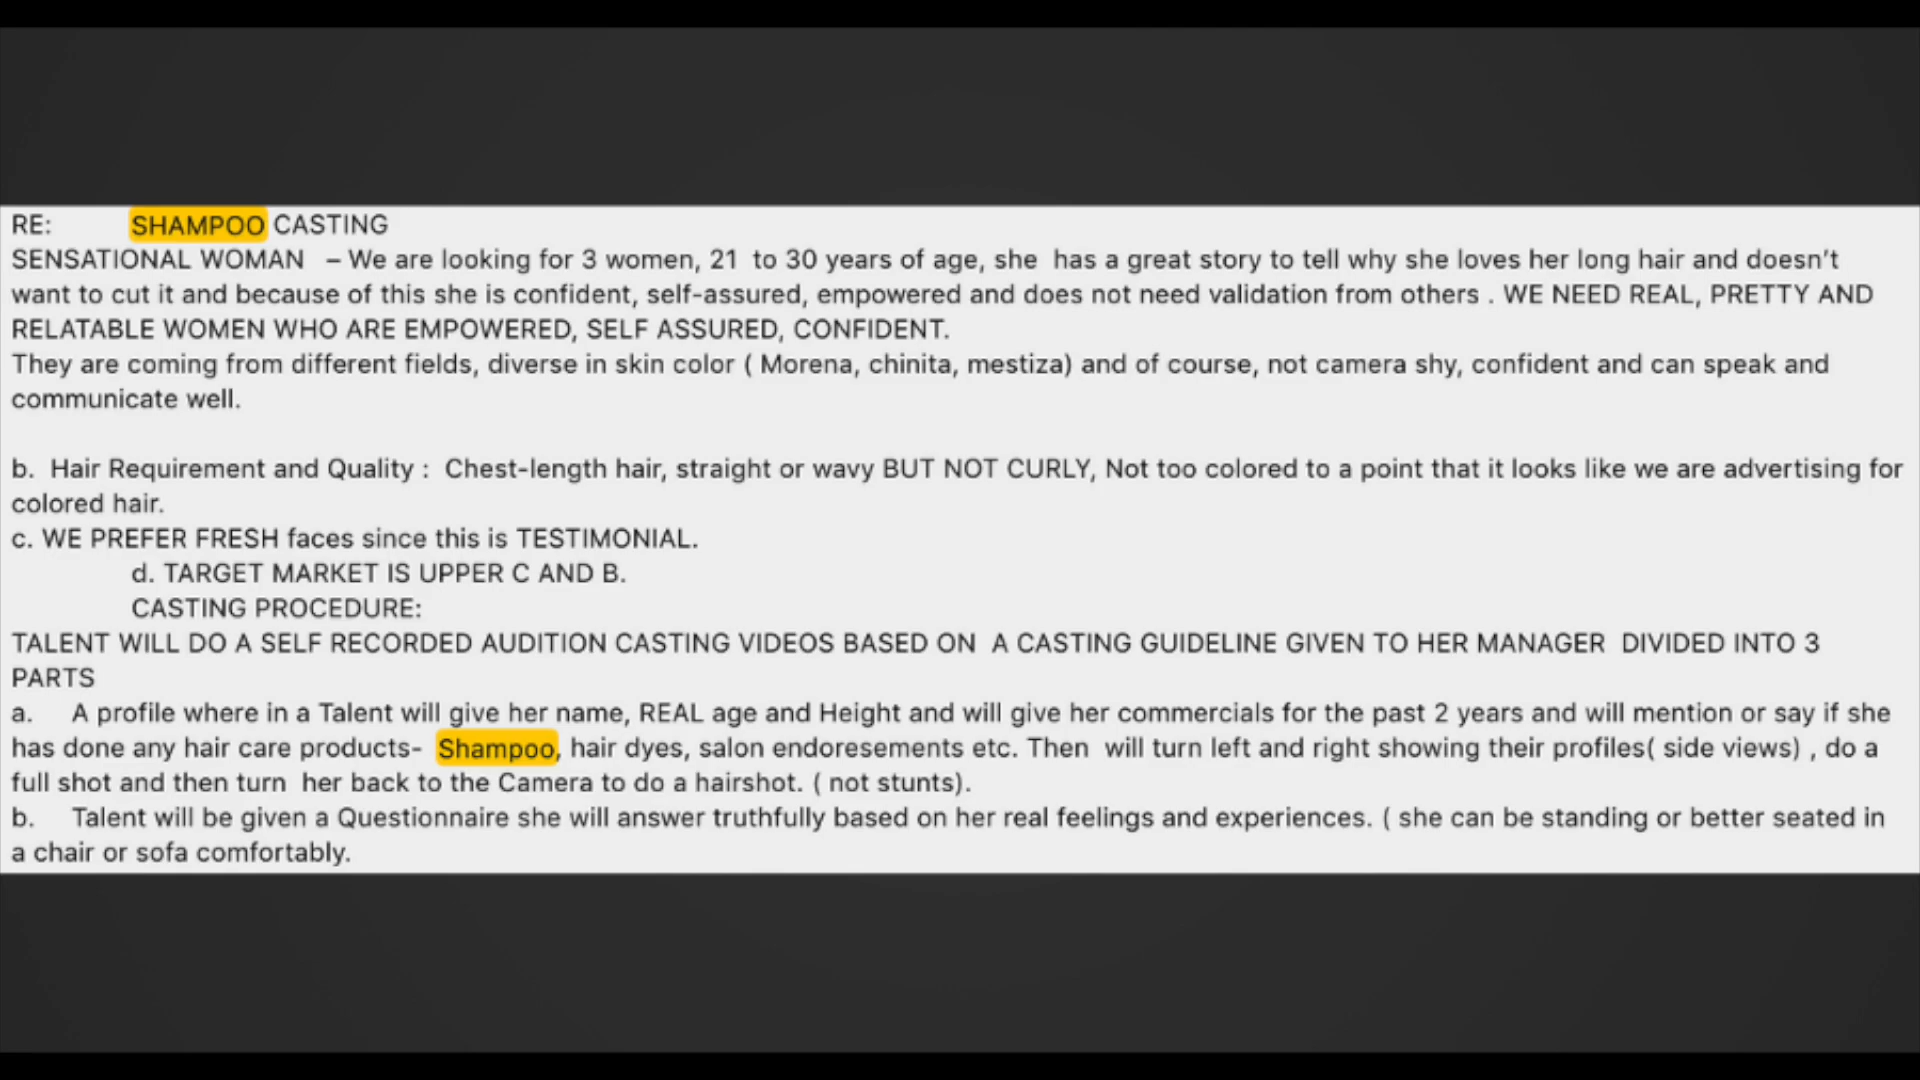 RE: SHAMPOO CASTING
SENSATIONAL WOMAN – We are looking for 3 women, 21 to 30 years of age, she has a great story to tell why she loves her long hair and doesn’t
want to cut it and because of this she is confident, self-assured, empowered and does not need validation from others . WE NEED REAL, PRETTY AND
RELATABLE WOMEN WHO ARE EMPOWERED, SELF ASSURED, CONFIDENT.
They are coming from different fields, diverse in skin color ( Morena, chinita, mestiza) and of course, not camera shy, confident and can speak and
communicate well.
b. Hair Requirement and Quality : Chest-length hair, straight or wavy BUT NOT CURLY, Not too colored to a point that it looks like we are advertising for
colored hair.
c. WE PREFER FRESH faces since this is TESTIMONIAL.
d. TARGET MARKET IS UPPER C AND B.
CASTING PROCEDURE:
TALENT WILL DO A SELF RECORDED AUDITION CASTING VIDEOS BASED ON A CASTING GUIDELINE GIVEN TO HER MANAGER DIVIDED INTO 3
PARTS
a. A profile where in a Talent will give her name, REAL age and Height and will give her commercials for the past 2 years and will mention or say if she
has done any hair care products- Shampoo, hair dyes, salon endoresements etc. Then will turn left and right showing their profiles( side views) , do a
full shot and then turn her back to the Camera to do a hairshot. ( not stunts).
b. Talent will be given a Questionnaire she will answer truthfully based on her real feelings and experiences. ( she can be standing or better seated in
a chair or sofa comfortably.